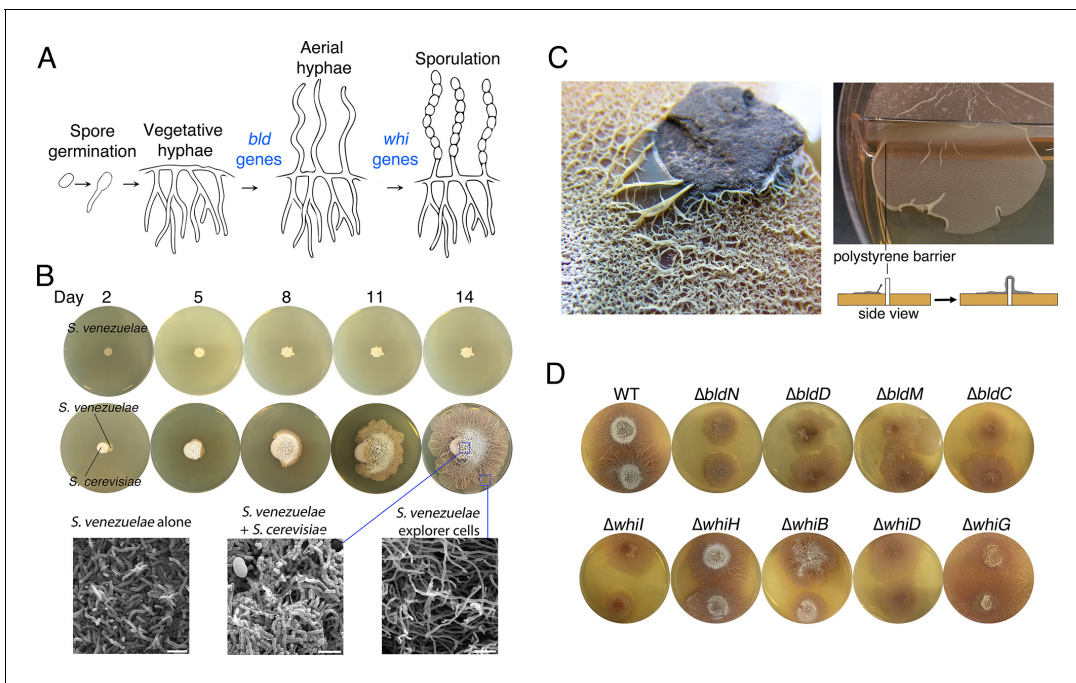 A
Spore
germination
Vegetative
hyphae
bld
genes
Aerial
hyphae
whi
genes
Sporulation
B
Day 2 5 8 11 14
S. venezuelae
S. venezuelae
S. cerevisiae
S. venezuelae alone
S. venezuelae
+ S. cerevisiae
S. venezuelae
explorer cells
C
polystyrene barrier
side view
D
WT ΔbldN ΔbldD ΔbldM ΔbldC
ΔwhiI ΔwhiH ΔwhiB ΔwhiD ΔwhiG